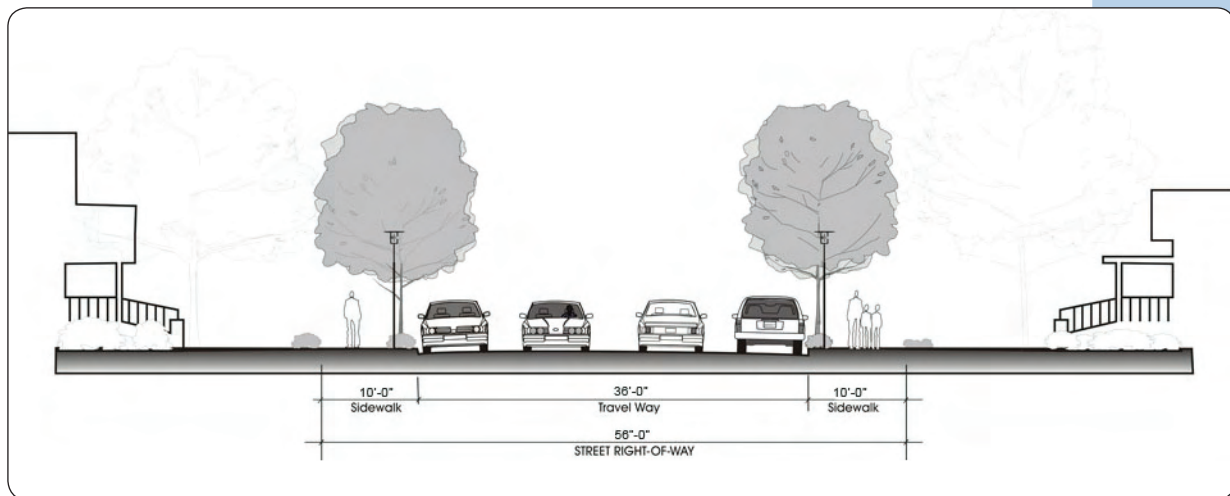 10'-0" 36'-0" 10'-0"
Sidewalk Travel Way Sidewalk
56'-0"
STREET RIGHT-OF-WAY